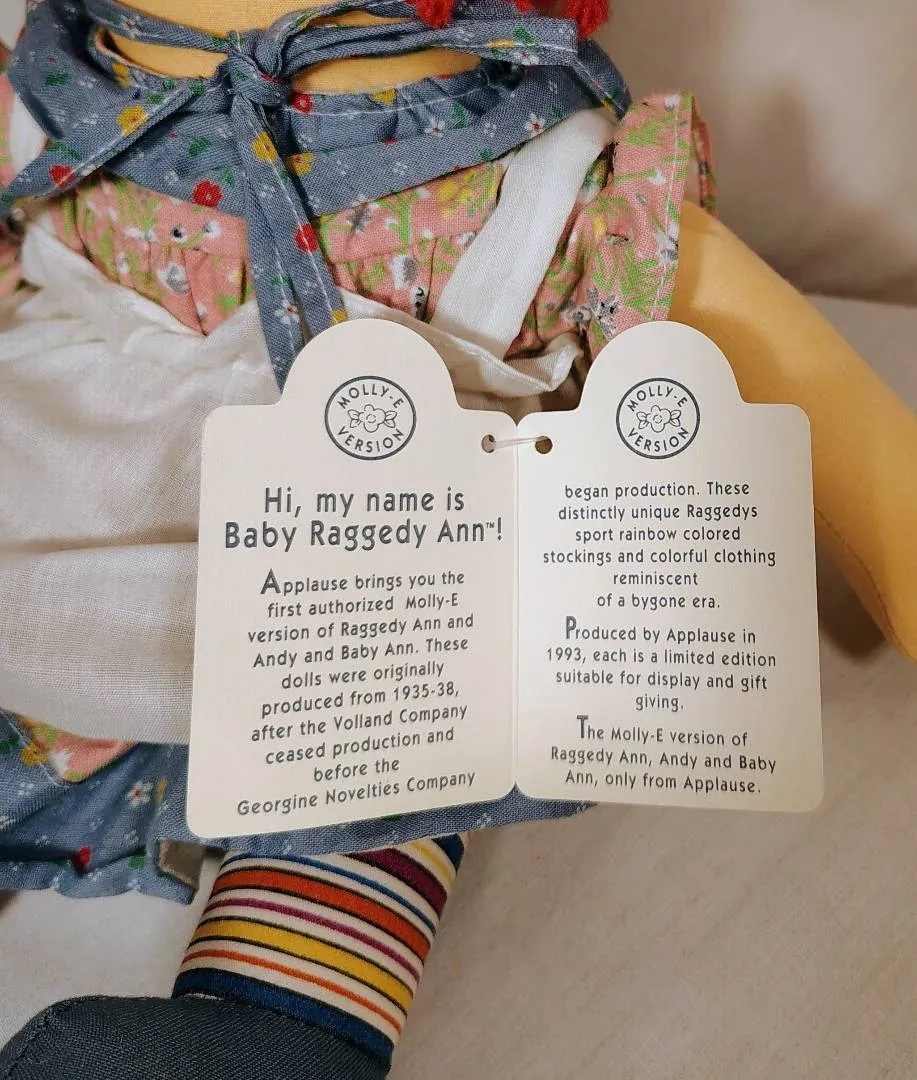 MOLLY-E
VERSION
Hi, my name is
Baby Raggedy Ann™!
Applause brings you the
first authorized Molly-E
version of Raggedy Ann and
Andy and Baby Ann. These
dolls were originally
produced from 1935-38,
after the Volland Company
ceased production and
before the
Georgine Novelties Company
MOLLY-E
VERSION
began production. These
distinctly unique Raggedys
sport rainbow colored
stockings and colorful clothing
reminiscent
of a bygone era.
Produced by Applause in
1993, each is a limited edition
suitable for display and gift
giving.
The Molly-E version of
Raggedy Ann, Andy and Baby
Ann, only from Applause.